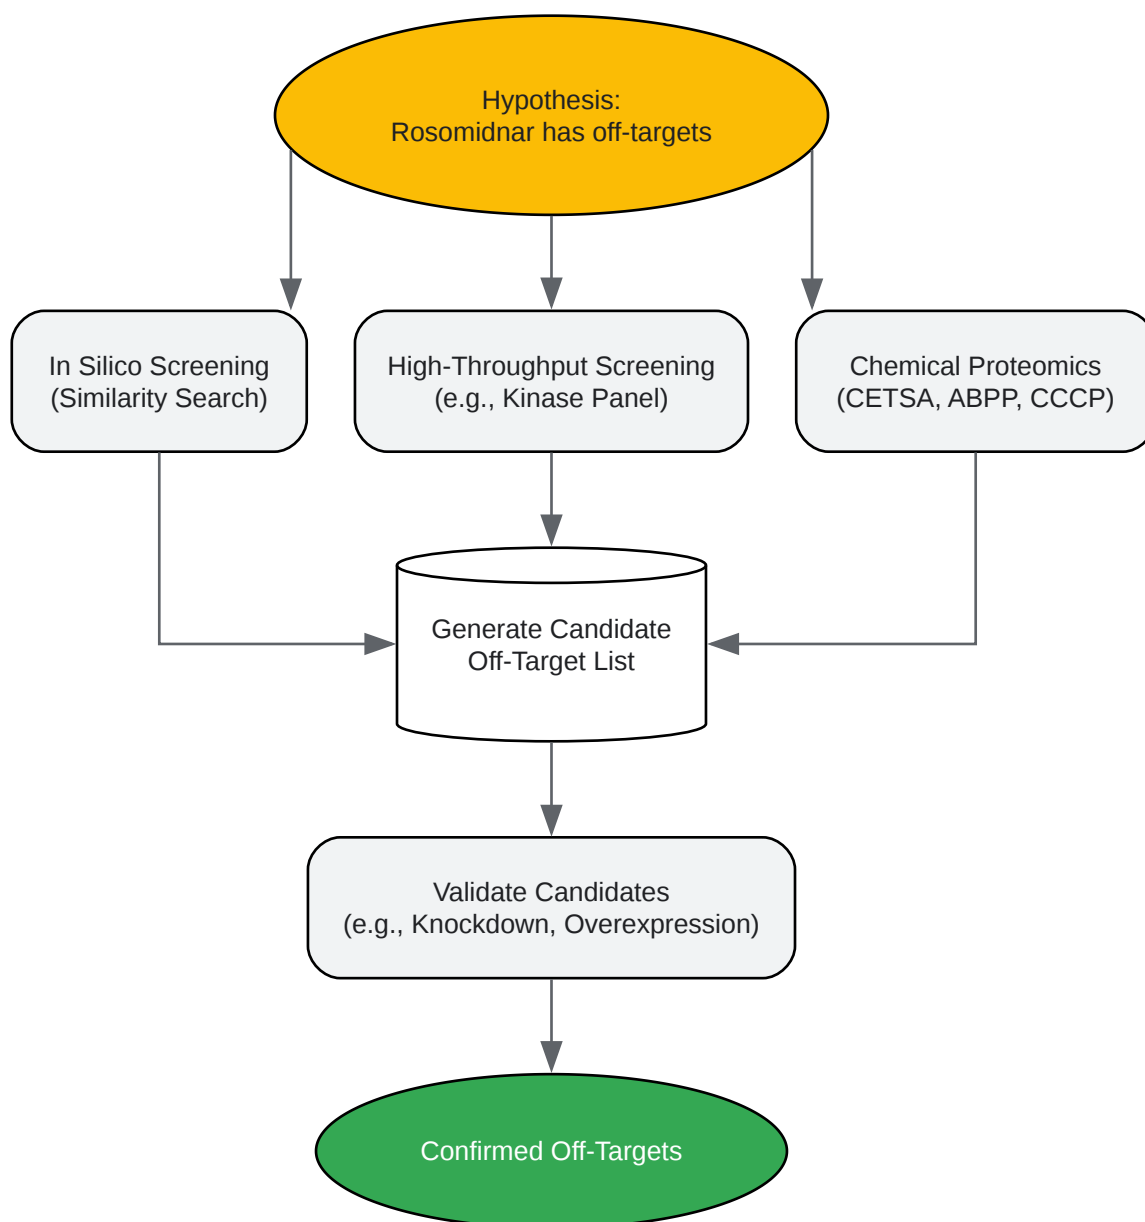 Hypothesis:
Rosomidnar has off-targets
In Silico Screening
(Similarity Search)
High-Throughput Screening
(e.g., Kinase Panel)
Chemical Proteomics
(CETSA, ABPP, CCCP)
Generate Candidate
Off-Target List
Validate Candidates
(e.g., Knockdown, Overexpression)
Confirmed Off-Targets